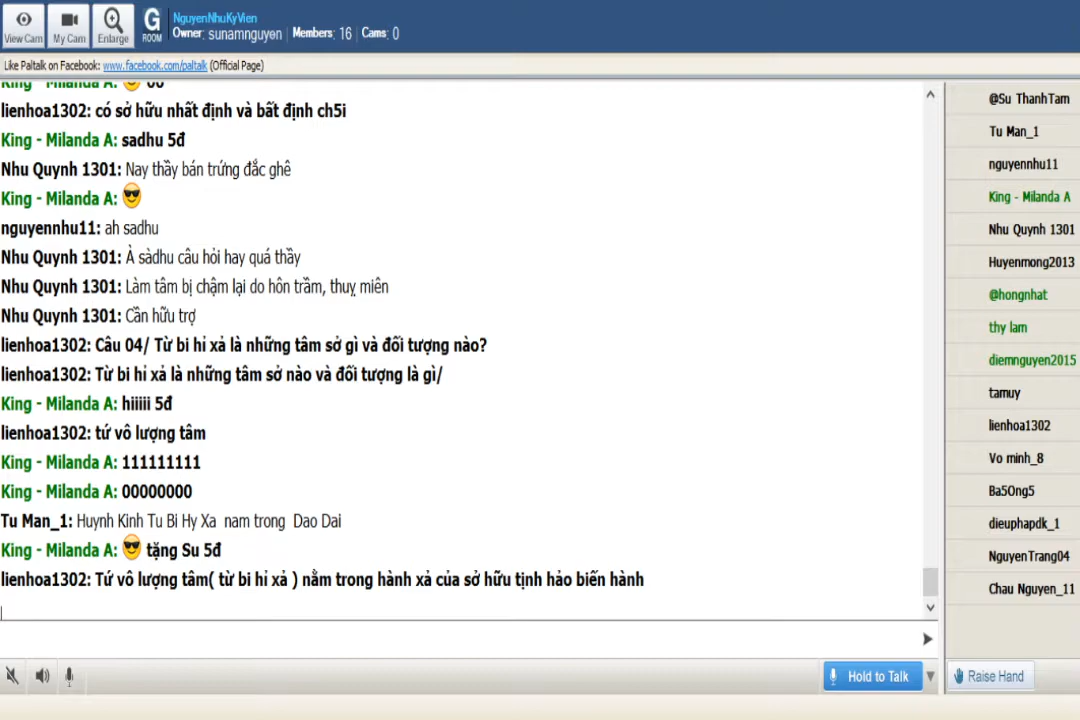 View Cam
My Cam
Enlarge
G
ROOM
NguyenNhuKyVien
Owner: sunamnguyen | Members: 16 | Cams: 0
Like Paltalk on Facebook: www.facebook.com/paltalk (Official Page)
King - Milanda A: 😎 00
lienhoa1302: có sở hữu nhất định và bất định ch5i
King - Milanda A: sadhu 5đ
Nhu Quynh 1301: Nay thầy bán trứng đắc ghê
King - Milanda A: 😎
nguyennhu11: ah sadhu
Nhu Quynh 1301: À sàdhu câu hỏi hay quá thầy
Nhu Quynh 1301: Làm tâm bị chậm lại do hôn trầm, thuỵ miên
Nhu Quynh 1301: Cần hữu trợ
lienhoa1302: Câu 04/ Từ bi hỉ xả là những tâm sở gì và đối tượng nào?
lienhoa1302: Từ bi hỉ xả là những tâm sở nào và đối tượng là gì/
King - Milanda A: hiiiii 5đ
lienhoa1302: tứ vô lượng tâm
King - Milanda A: 111111111
King - Milanda A: 00000000
Tu Man_1: Huynh Kinh Tu Bi Hy Xa nam trong Dao Dai
King - Milanda A: 😎 tặng Su 5đ
lienhoa1302: Tứ vô lượng tâm( từ bi hỉ xả ) nằm trong hành xả của sở hữu tịnh hảo biến hành
@Su ThanhTam
Tu Man_1
nguyennhu11
King - Milanda A
Nhu Quynh 1301
Huyenmong2013
@hongnhat
thy lam
diemnguyen2015
tamuy
lienhoa1302
Vo minh_8
Ba5Ong5
dieuphapdk_1
NguyenTrang04
Chau Nguyen_11
Hold to Talk
Raise Hand